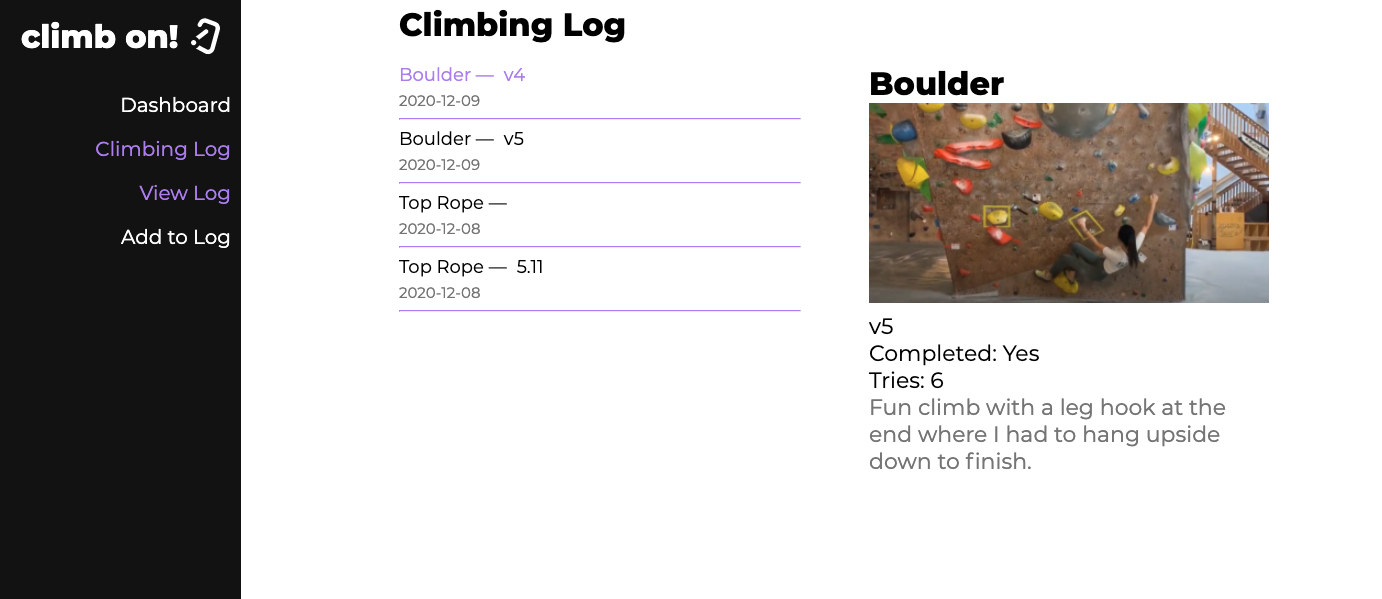 climb on!
Dashboard
Climbing Log
View Log
Add to Log
Climbing Log
Boulder — v4
2020-12-09
Boulder — v5
2020-12-09
Top Rope —
2020-12-08
Top Rope — 5.11
2020-12-08
Boulder
v5
Completed: Yes
Tries: 6
Fun climb with a leg hook at the
end where I had to hang upside
down to finish.